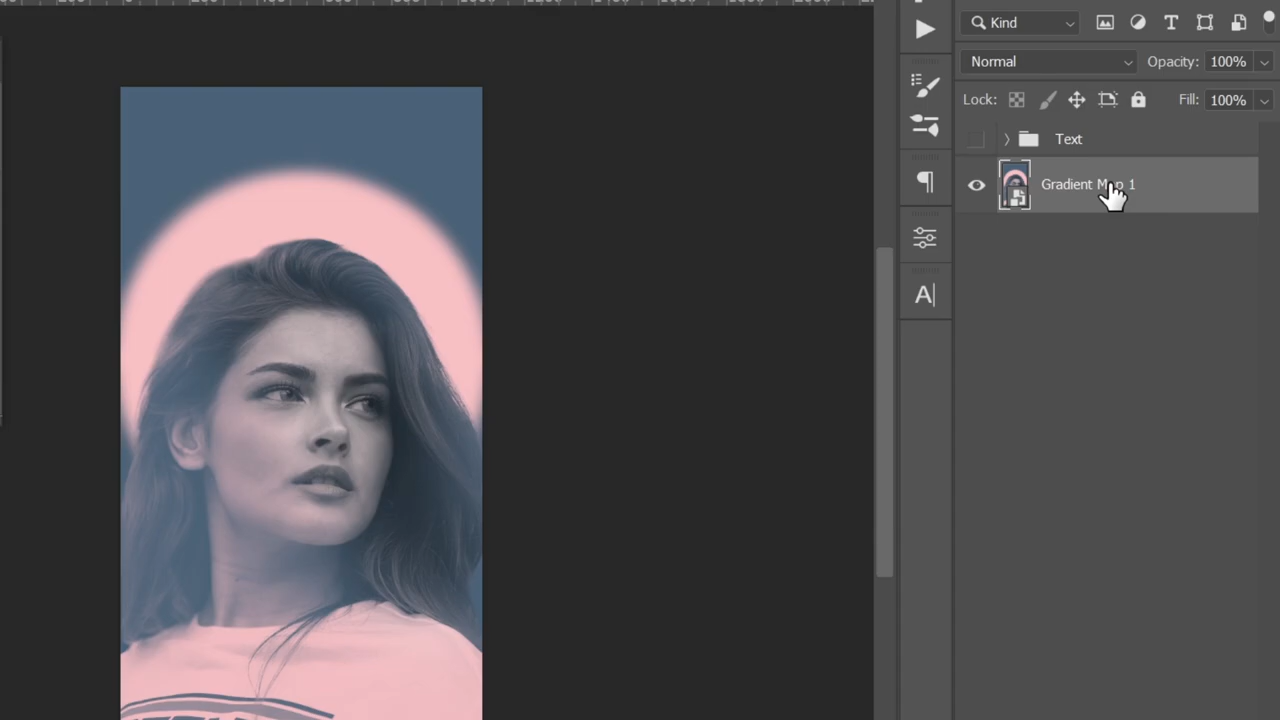 Kind
Normal
Opacity: 100%
Lock:
Fill: 100%
Text
Gradient Map 1